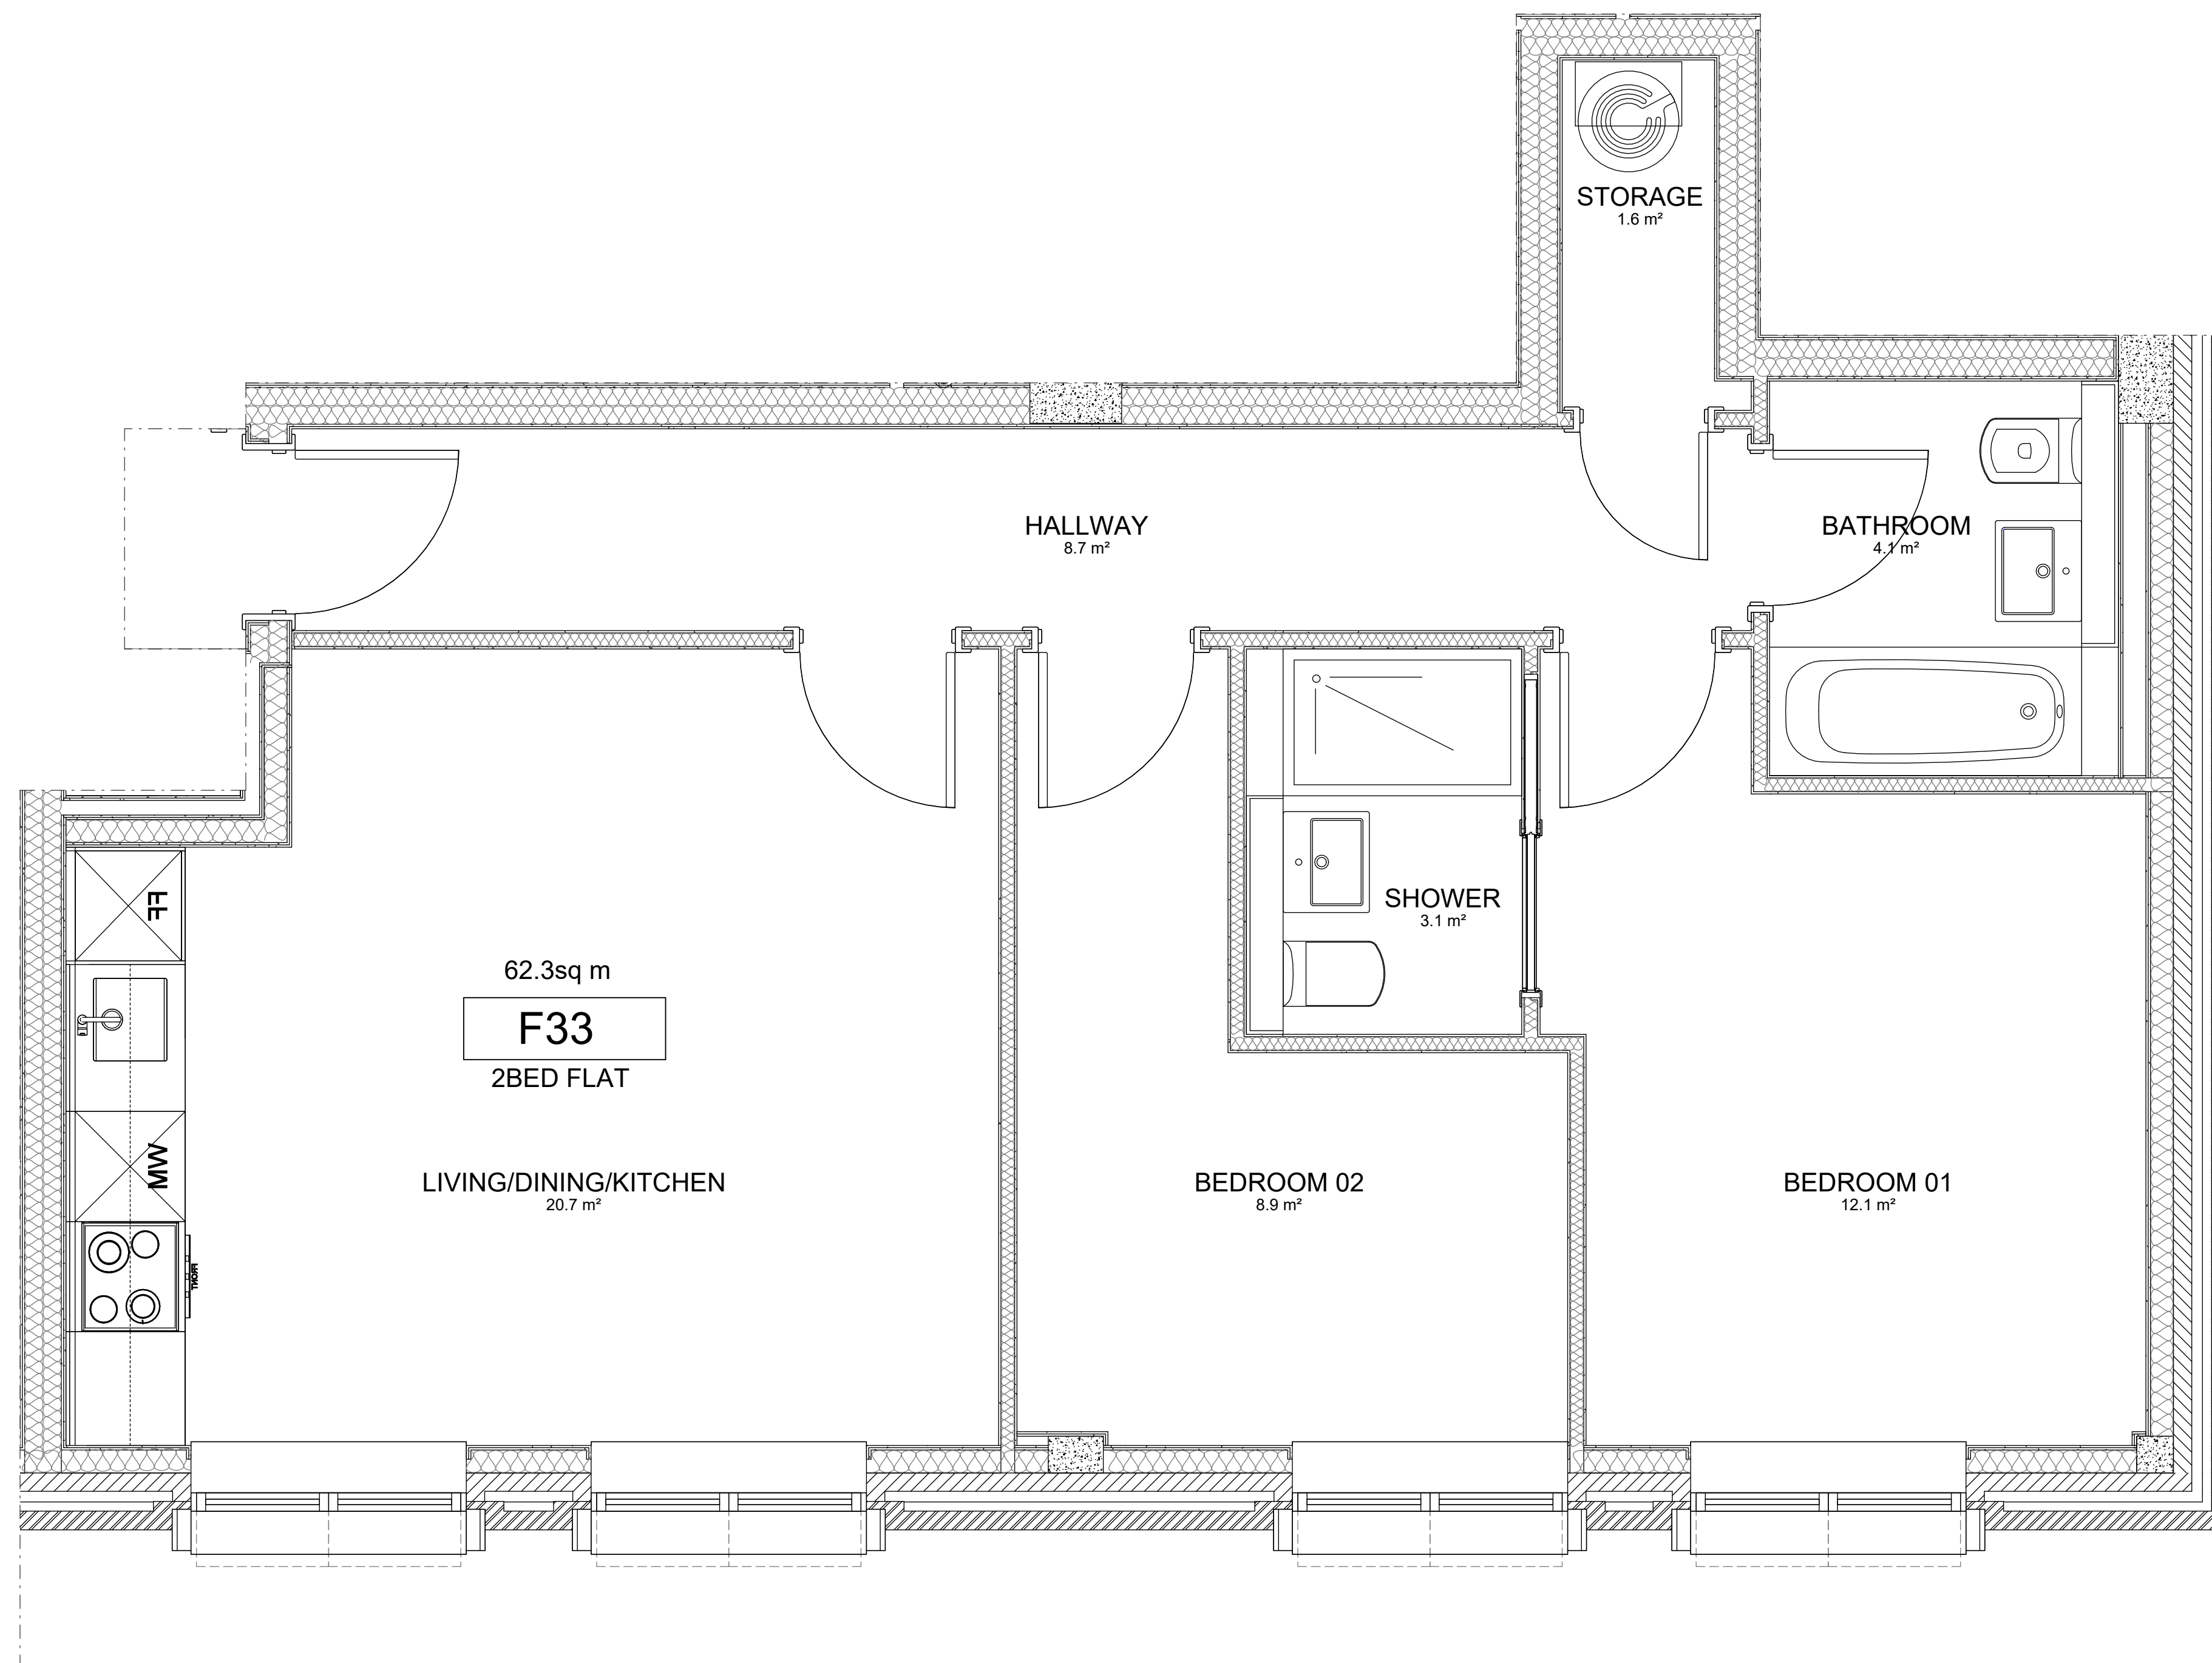 STORAGE
1.6 m²
HALLWAY
8.7 m²
BATHROOM
4.1 m²
FF
SHOWER
3.1 m²
62.3sq m
F33
2BED FLAT
MW
LIVING/DINING/KITCHEN
20.7 m²
BEDROOM 02
8.9 m²
BEDROOM 01
12.1 m²
FRONT